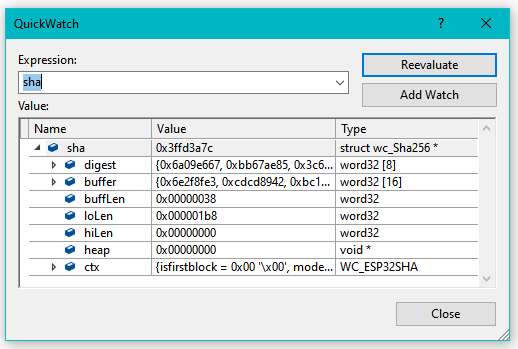 QuickWatch ?
Expression:
sha
Reevaluate
Add Watch
Value:
Name Value Type
sha 0x3ffd3a7c struct wc_Sha256 *
digest {0x6a09e667, 0xbb67ae85, 0x3c6... word32 [8]
buffer {0x6e2f8fe3, 0xcdcd8942, 0xbc1... word32 [16]
buffLen 0x00000038 word32
loLen 0x000001b8 word32
hiLen 0x00000000 word32
heap 0x00000000 void *
ctx {isfirstblock = 0x00 '\x00', mode... WC_ESP32SHA
Close